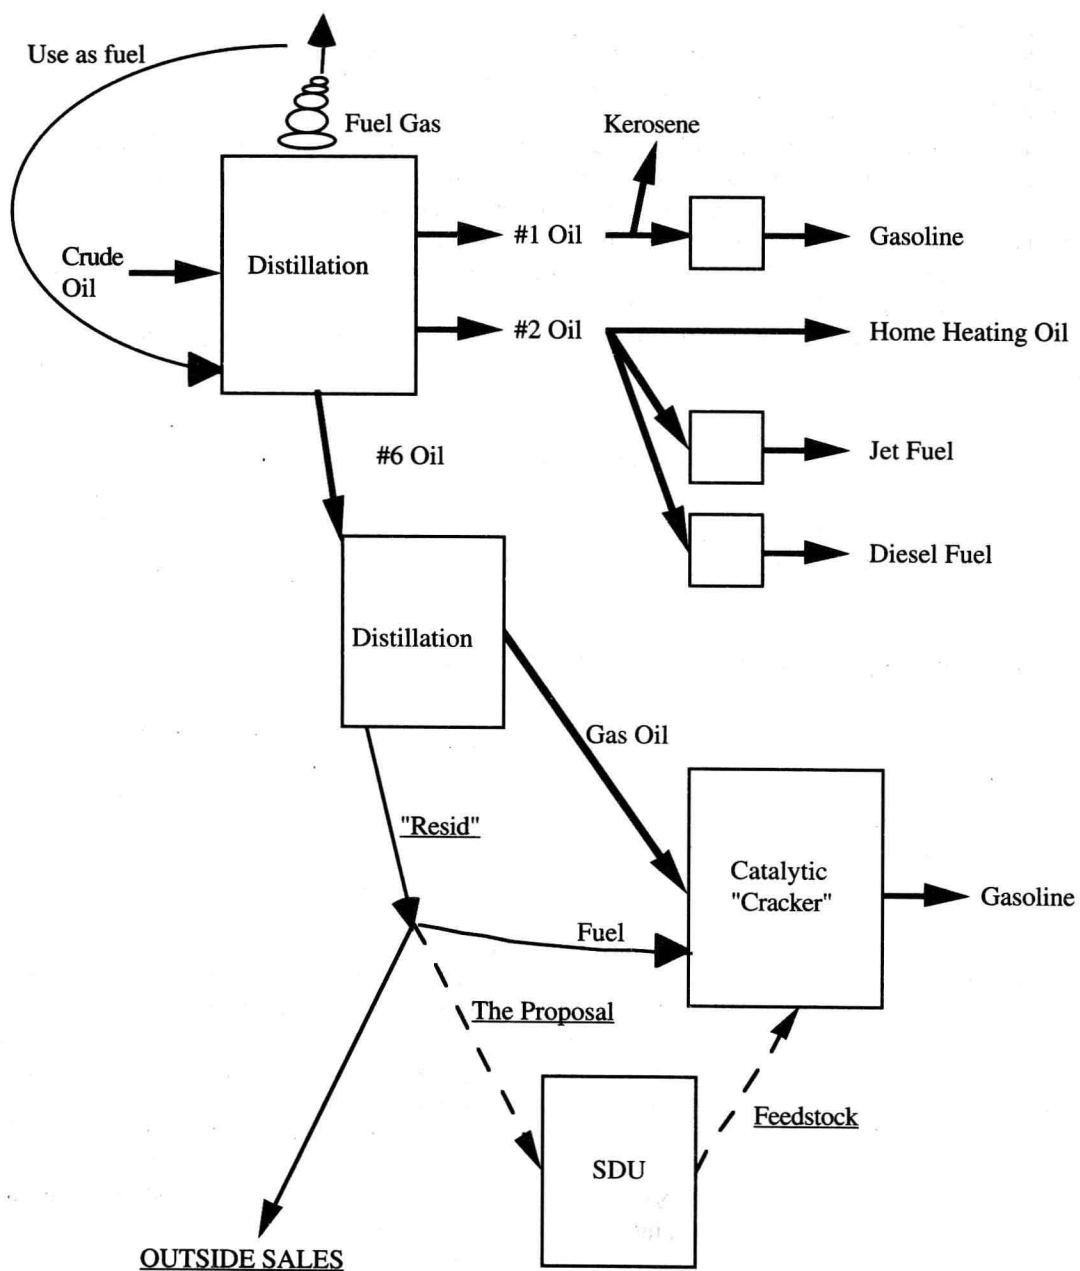 Use as fuel
Fuel Gas
Kerosene
Crude
Oil
Distillation
#1 Oil
Gasoline
#2 Oil
Home Heating Oil
#6 Oil
Jet Fuel
Diesel Fuel
Distillation
Gas Oil
"Resid"
Catalytic
"Cracker"
Gasoline
Fuel
The Proposal
Feedstock
SDU
OUTSIDE SALES